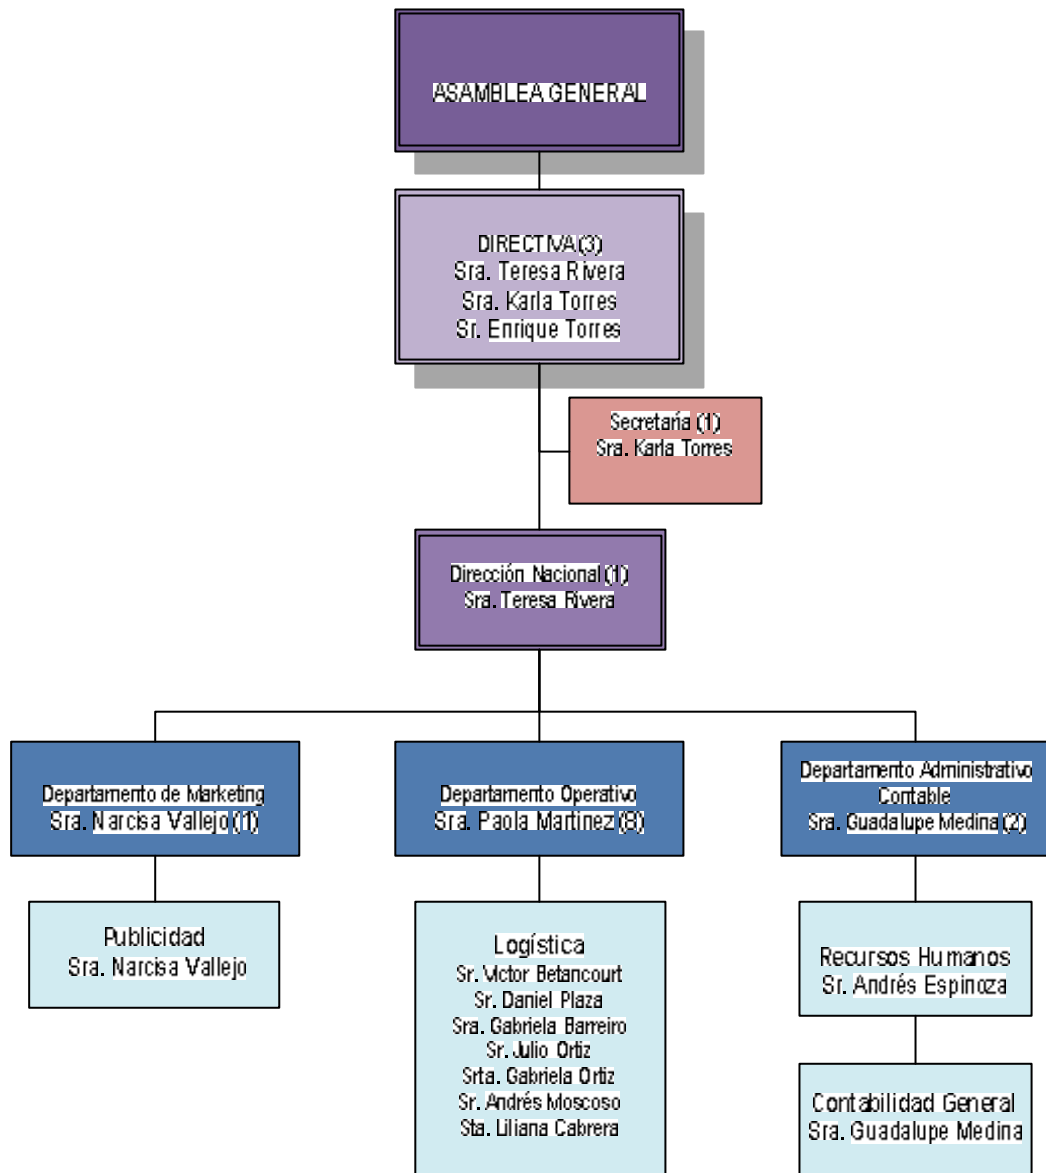 ASAMBLEA GENERAL
DIRECTIVA (3)
Sra. Teresa Rivera
Sra. Karla Torres
Sr. Enrique Torres
Secretaría (1)
Sra. Karla Torres
Dirección Nacional (1)
Sra. Teresa Rivera
Departamento de Marketing
Sra. Narcisa Vallejo (1)
Departamento Operativo
Sra. Paola Martinez (8)
Departamento Administrativo
Contable
Sra. Guadalupe Medina (2)
Publicidad
Sra. Narcisa Vallejo
Logística
Sr. Victor Betancourt
Sr. Daniel Plaza
Sra. Gabriela Barreiro
Sr. Julio Ortiz
Srta. Gabriela Ortiz
Sr. Andrés Moscoso
Sta. Liliana Cabrera
Recursos Humanos
Sr. Andrés Espinoza
Contabilidad General
Sra. Guadalupe Medina